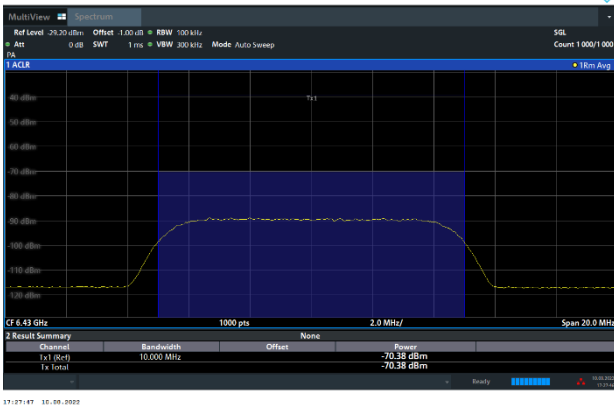 MultiView Spectrum
Ref Level -29.20 dBm Offset -1.00 dB RBW 100 kHz SGL
Att 0 dB SWT 1 ms VBW 300 kHz Mode Auto Sweep Count 1000/1000
PA
1 ACLR 1Rm Avg
-40 dBm
Tx1
-50 dBm
-60 dBm
-70 dBm
-80 dBm
-90 dBm
-100 dBm
-110 dBm
-120 dBm
CF 6.43 GHz 1000 pts 2.0 MHz/ Span 20.0 MHz
2 Result Summary None
Channel Bandwidth Offset Power
Tx1 (Ref) 10.000 MHz -70.38 dBm
Tx Total -70.38 dBm
Ready
17:27:47 10.08.2022